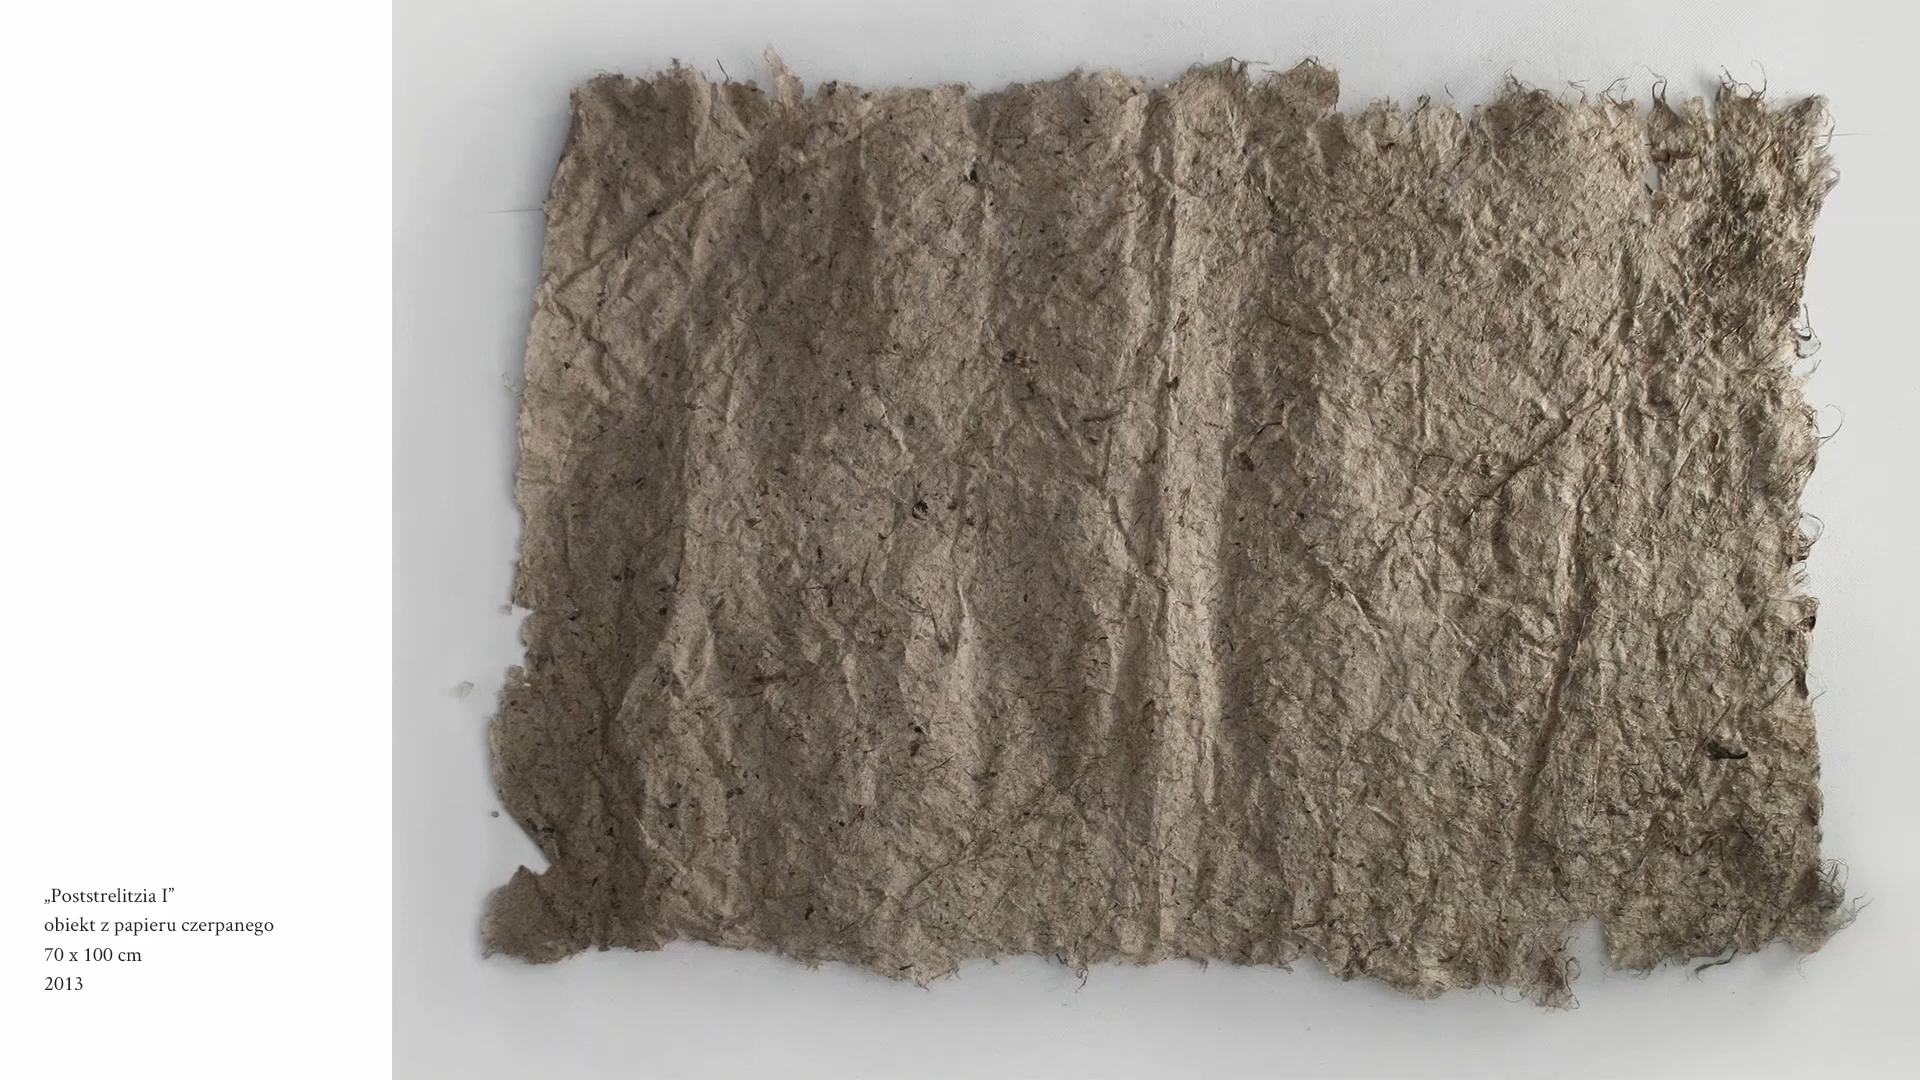 „Poststrelitzia I”
obiekt z papieru czerpanego
70 x 100 cm
2013